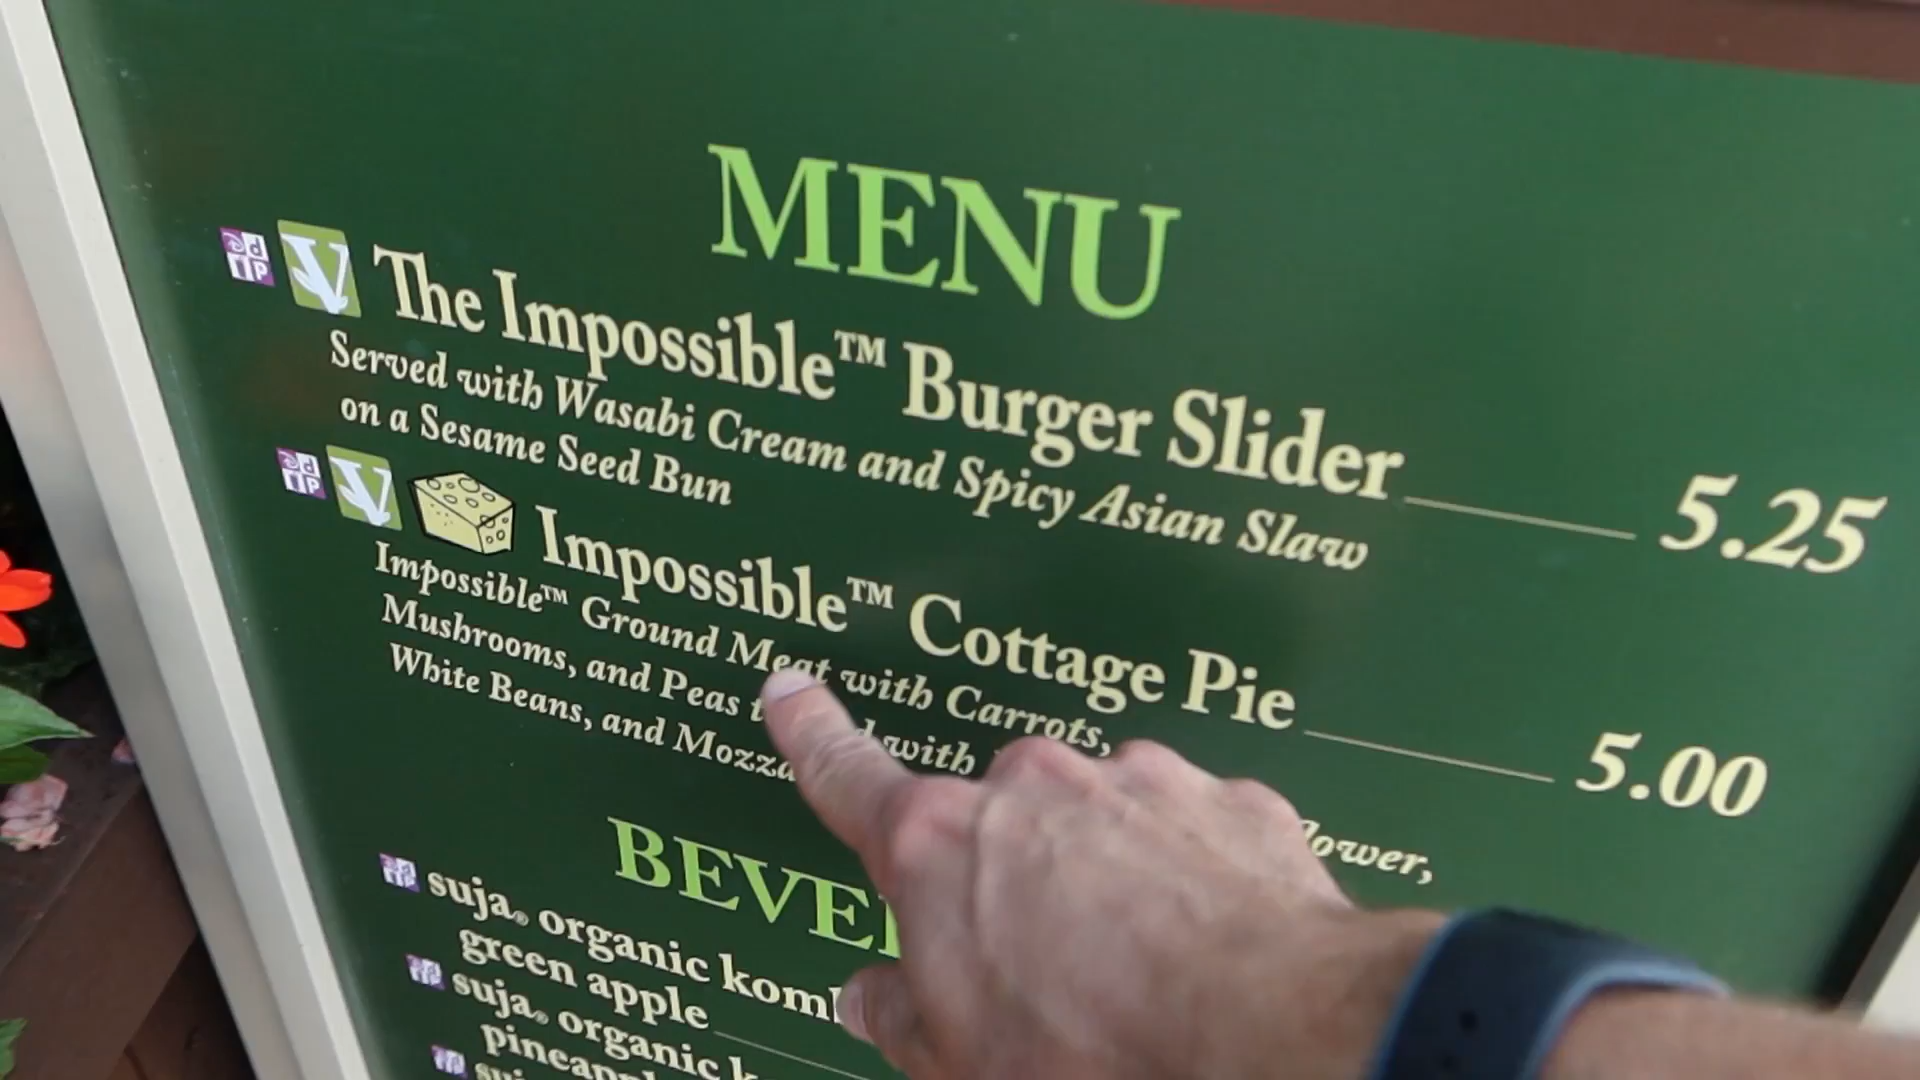 MENU
The Impossible™ Burger Slider 5.25
Served with Wasabi Cream and Spicy Asian Slaw
on a Sesame Seed Bun
Impossible™ Cottage Pie 5.00
Impossible™ Ground Meat with Carrots,
Mushrooms, and Peas with
White Beans, and
suja® organic
green apple
suja® organic